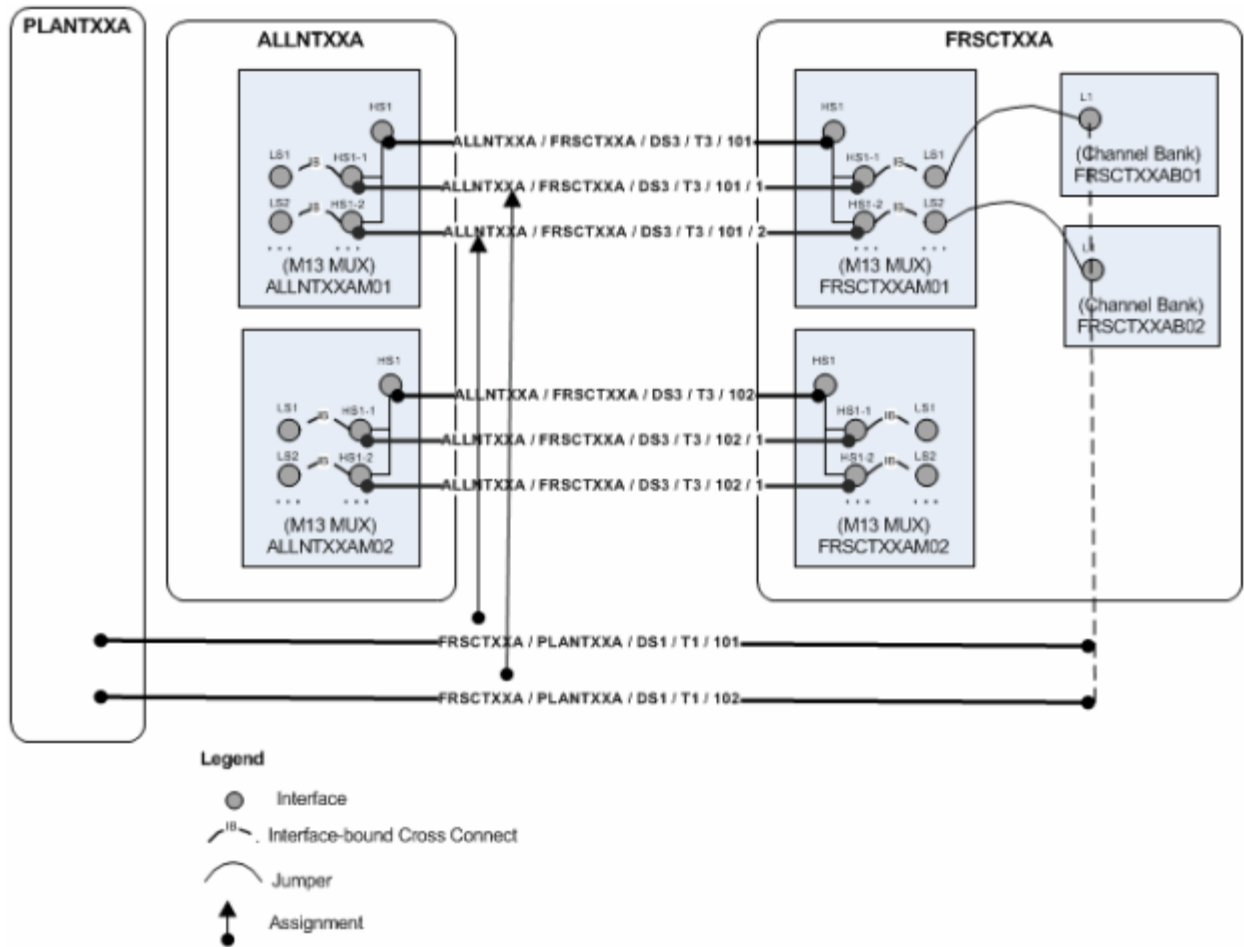 PLANTXXA
ALLNTXXA
FRSCTXXA
HS1
LS1
IB
HS1-1
LS2
IB
HS1-2
...
...
(M13 MUX)
ALLNTXXAM01
ALLNTXXA / FRSCTXXA / DS3 / T3 / 101
ALLNTXXA / FRSCTXXA / DS3 / T3 / 101 / 1
ALLNTXXA / FRSCTXXA / DS3 / T3 / 101 / 2
HS1
HS1-1
IB
LS1
HS1-2
IB
LS2
...
...
(M13 MUX)
FRSCTXXAM01
L1
(Channel Bank)
FRSCTXXAB01
(Channel Bank)
FRSCTXXAB02
HS1
LS1
IB
HS1-1
LS2
IB
HS1-2
...
...
(M13 MUX)
ALLNTXXAM02
ALLNTXXA / FRSCTXXA / DS3 / T3 / 102
ALLNTXXA / FRSCTXXA / DS3 / T3 / 102 / 1
ALLNTXXA / FRSCTXXA / DS3 / T3 / 102 / 1
HS1
HS1-1
IB
LS1
HS1-2
IB
LS2
...
...
(M13 MUX)
FRSCTXXAM02
FRSCTXXA / PLANTXXA / DS1 / T1 / 101
FRSCTXXA / PLANTXXA / DS1 / T1 / 102
Legend
Interface
IB
Interface-bound Cross Connect
Jumper
Assignment